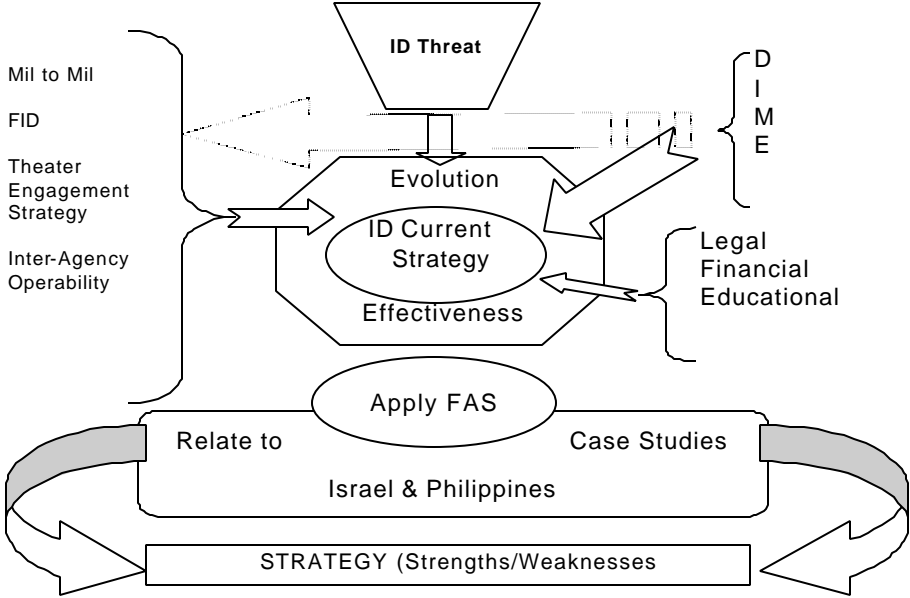 ID Threat
Mil to Mil
FID
Theater
Engagement
Strategy
Inter-Agency
Operability
D
I
M
E
Evolution
ID Current
Strategy
Effectiveness
Legal
Financial
Educational
Apply FAS
Relate to
Case Studies
Israel & Philippines
STRATEGY (Strengths/Weaknesses